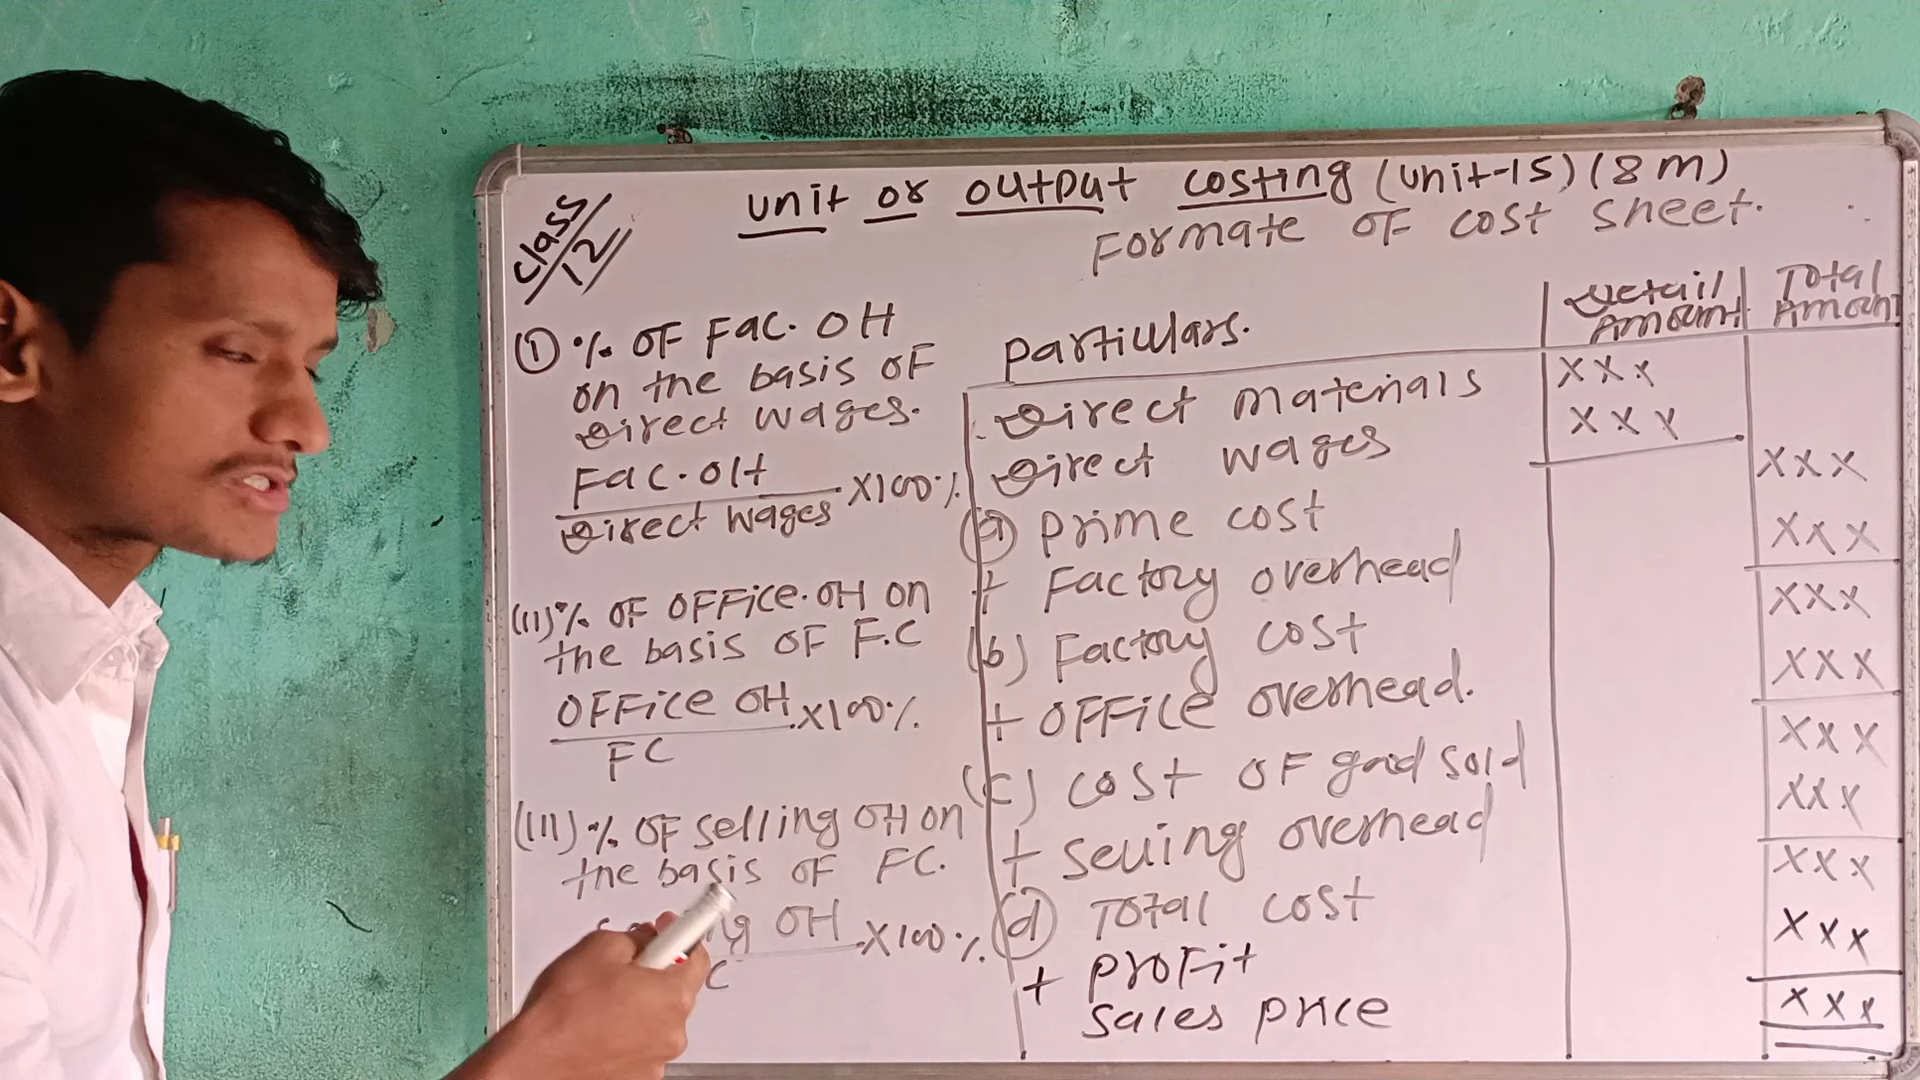 class
12
unit or output costing (unit-15) (8 m)
Formate OF cost sheet.
① % OF Fac. OH
on the basis OF
Direct wages.
Fac. OH
Direct wages
X100%
(II) % OF OFFice.OH on
the basis OF F.C
OFFice OH
FC
X100%
(III) % OF selling OH on
the basis OF FC.
OH
X100%
C
particulars.
Detail
Amount
Total
Amount
Direct materials
XXX
Direct wages
XXX
XXX
(a) prime cost
XXX
+ Factory overhead
XXX
(b) Factory cost
XXX
+ OFFice overhead.
XXX
(c) cost OF good sold
XXX
+ selling overhead
XXX
(d) Total cost
XXX
+ proFit
sales price
XXX